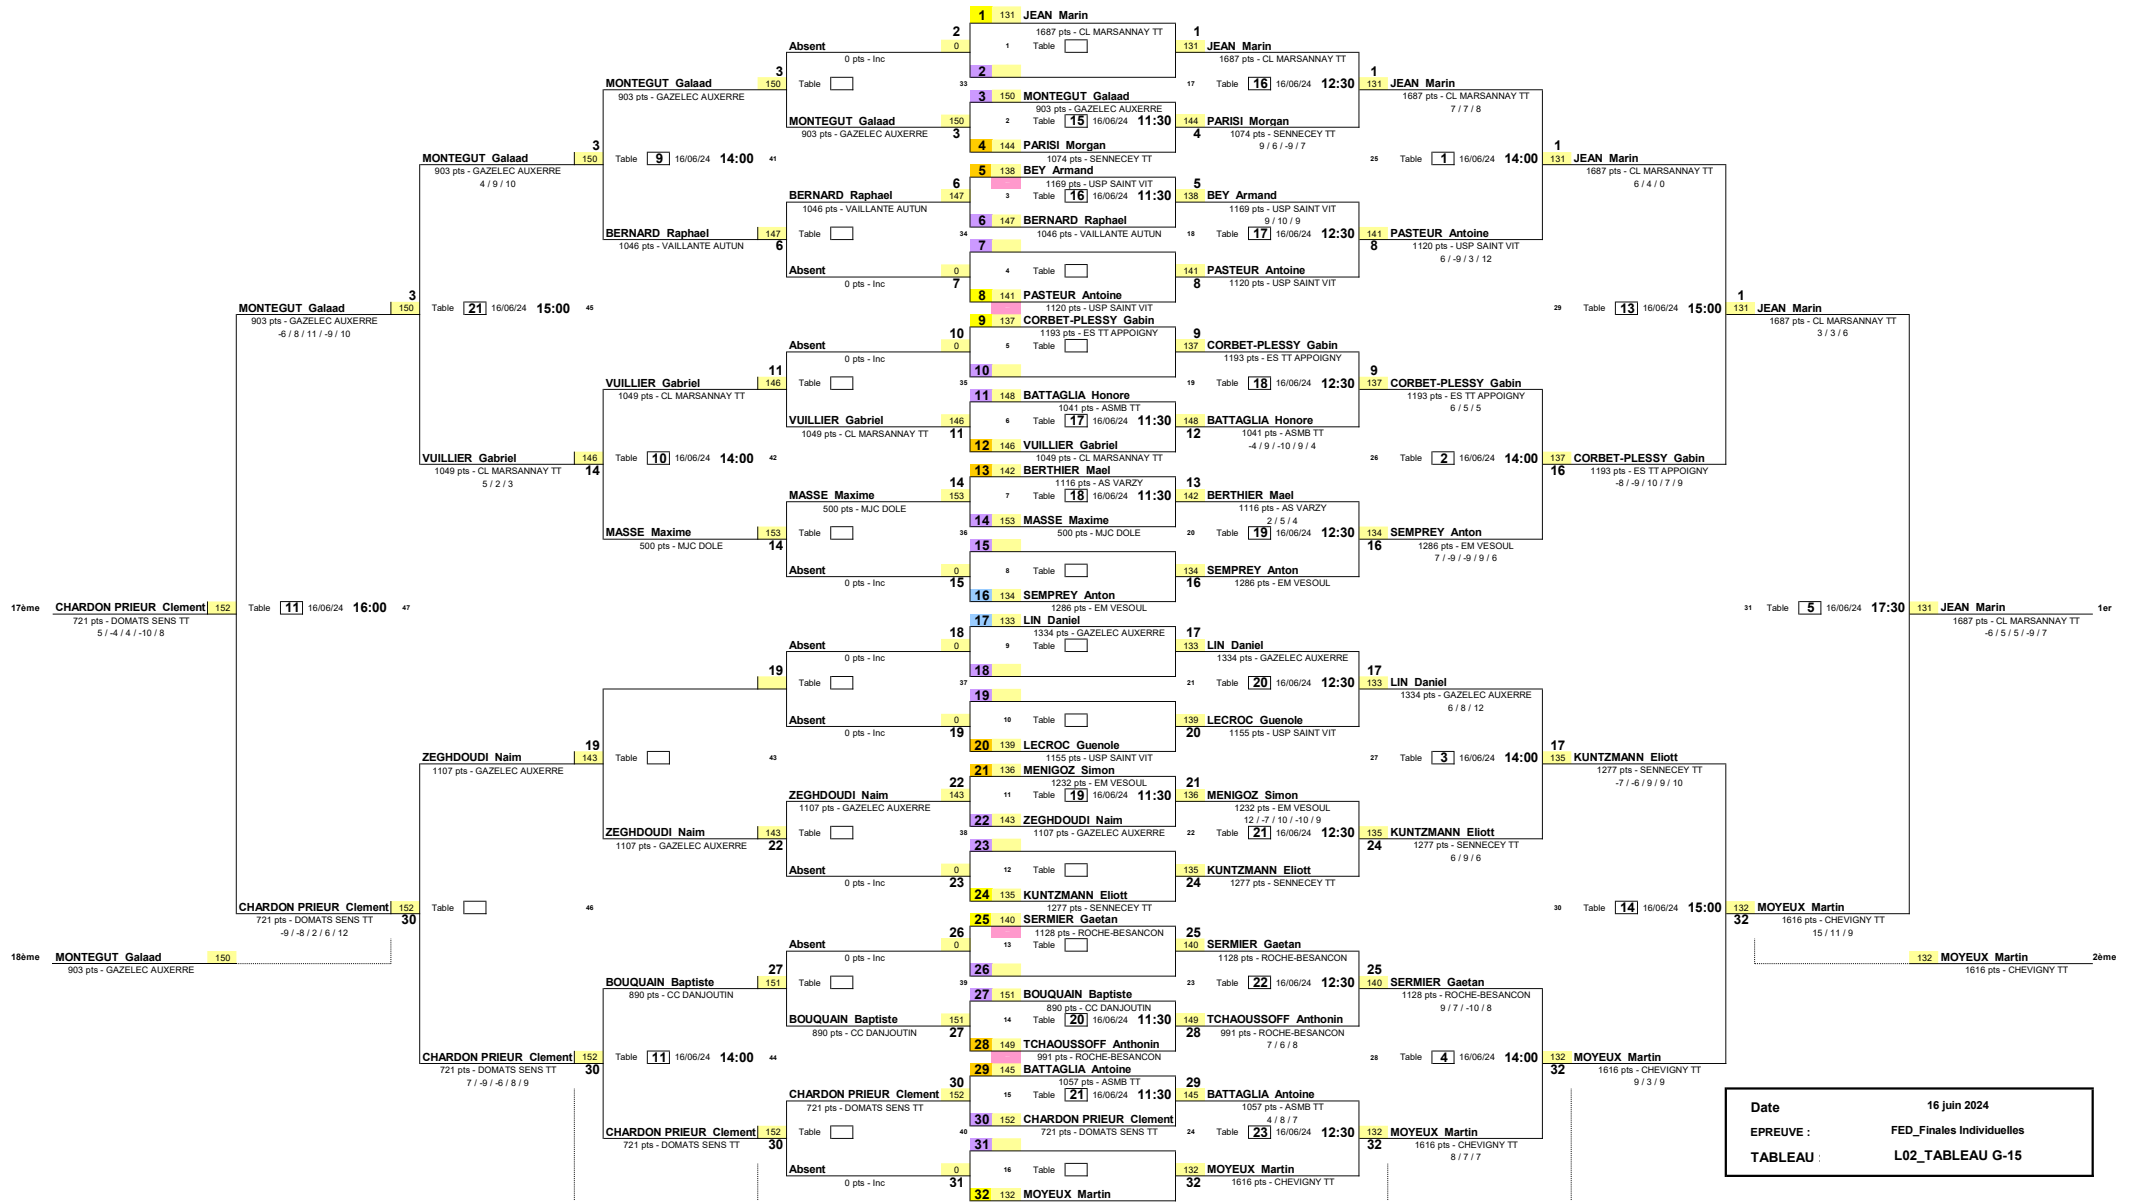 1 131 JEAN Marin
1687 pts - CL MARSANNAY TT
1 Table
2
3 150 MONTEGUT Galaad
903 pts - GAZELEC AUXERRE
2 Table 15 16/06/24 11:30
4 144 PARISI Morgan
1074 pts - SENNECEY TT
5 138 BEY Armand
1169 pts - USP SAINT VIT
3 Table 16 16/06/24 11:30
6 147 BERNARD Raphael
1046 pts - VAILLANTE AUTUN
7
4 Table
8 141 PASTEUR Antoine
1120 pts - USP SAINT VIT
9 137 CORBET-PLESSY Gabin
1193 pts - ES TT APPOIGNY
5 Table
10
11 148 BATTAGLIA Honore
1041 pts - ASMB TT
6 Table 17 16/06/24 11:30
12 146 VUILLIER Gabriel
1049 pts - CL MARSANNAY TT
13 142 BERTHIER Mael
1116 pts - AS VARZY
7 Table 18 16/06/24 11:30
14 153 MASSE Maxime
500 pts - MJC DOLE
15
8 Table
16 134 SEMPREY Anton
1286 pts - EM VESOUL
17 133 LIN Daniel
1334 pts - GAZELEC AUXERRE
9 Table
18
19
10 Table
20 139 LECROC Guenole
1155 pts - USP SAINT VIT
21 136 MENIGOZ Simon
1232 pts - EM VESOUL
11 Table 19 16/06/24 11:30
22 143 ZEGHDOUDI Naim
1107 pts - GAZELEC AUXERRE
23
12 Table
24 135 KUNTZMANN Eliott
1277 pts - SENNECEY TT
25 140 SERMIER Gaetan
1128 pts - ROCHE-BESANCON
13 Table
26
27 151 BOUQUAIN Baptiste
890 pts - CC DANJOUTIN
14 Table 20 16/06/24 11:30
28 149 TCHAOUSSOFF Anthonin
991 pts - ROCHE-BESANCON
29 145 BATTAGLIA Antoine
1057 pts - ASMB TT
15 Table 21 16/06/24 11:30
30 152 CHARDON PRIEUR Clement
721 pts - DOMATS SENS TT
31
16 Table
32 132 MOYEUX Martin
1
131 JEAN Marin
1687 pts - CL MARSANNAY TT
17 Table 16 16/06/24 12:30
144 PARISI Morgan
4
1074 pts - SENNECEY TT
9 / 6 / -9 / 7
5
138 BEY Armand
1169 pts - USP SAINT VIT
9 / 10 / 9
18 Table 17 16/06/24 12:30
141 PASTEUR Antoine
8
1120 pts - USP SAINT VIT
9
137 CORBET-PLESSY Gabin
1193 pts - ES TT APPOIGNY
19 Table 18 16/06/24 12:30
148 BATTAGLIA Honore
12
1041 pts - ASMB TT
-4 / 9 / -10 / 9 / 4
13
142 BERTHIER Mael
1116 pts - AS VARZY
2 / 5 / 4
20 Table 19 16/06/24 12:30
134 SEMPREY Anton
16
1286 pts - EM VESOUL
17
133 LIN Daniel
1334 pts - GAZELEC AUXERRE
21 Table 20 16/06/24 12:30
139 LECROC Guenole
20
1155 pts - USP SAINT VIT
21
136 MENIGOZ Simon
1232 pts - EM VESOUL
12 / -7 / 10 / -10 / 9
22 Table 21 16/06/24 12:30
135 KUNTZMANN Eliott
24
1277 pts - SENNECEY TT
25
140 SERMIER Gaetan
1128 pts - ROCHE-BESANCON
23 Table 22 16/06/24 12:30
149 TCHAOUSSOFF Anthonin
28
991 pts - ROCHE-BESANCON
7 / 6 / 8
29
145 BATTAGLIA Antoine
1057 pts - ASMB TT
4 / 8 / 7
24 Table 23 16/06/24 12:30
132 MOYEUX Martin
32
1616 pts - CHEVIGNY TT
1
131 JEAN Marin
1687 pts - CL MARSANNAY TT
7 / 7 / 8
25 Table 1 16/06/24 14:00
141 PASTEUR Antoine
8
1120 pts - USP SAINT VIT
6 / -9 / 3 / 12
9
137 CORBET-PLESSY Gabin
1193 pts - ES TT APPOIGNY
6 / 5 / 5
26 Table 2 16/06/24 14:00
134 SEMPREY Anton
16
1286 pts - EM VESOUL
7 / -9 / -9 / 9 / 6
17
133 LIN Daniel
1334 pts - GAZELEC AUXERRE
6 / 8 / 12
27 Table 3 16/06/24 14:00
135 KUNTZMANN Eliott
24
1277 pts - SENNECEY TT
6 / 9 / 6
25
140 SERMIER Gaetan
1128 pts - ROCHE-BESANCON
9 / 7 / -10 / 8
28 Table 4 16/06/24 14:00
132 MOYEUX Martin
32
1616 pts - CHEVIGNY TT
8 / 7 / 7
1
131 JEAN Marin
1687 pts - CL MARSANNAY TT
6 / 4 / 0
29 Table 13 16/06/24 15:00
137 CORBET-PLESSY Gabin
16
1193 pts - ES TT APPOIGNY
-8 / -9 / 10 / 7 / 9
17
135 KUNTZMANN Eliott
1277 pts - SENNECEY TT
-7 / -6 / 9 / 9 / 10
30 Table 14 16/06/24 15:00
132 MOYEUX Martin
32
1616 pts - CHEVIGNY TT
9 / 3 / 9
1
131 JEAN Marin
1687 pts - CL MARSANNAY TT
3 / 3 / 6
31 Table 5 16/06/24 17:30
132 MOYEUX Martin
32
1616 pts - CHEVIGNY TT
15 / 11 / 9
131 JEAN Marin 1er
1687 pts - CL MARSANNAY TT
-6 / 5 / 5 / -9 / 7
132 MOYEUX Martin 2ème
1616 pts - CHEVIGNY TT
2
Absent 0
0 pts - Inc
Table 33
MONTEGUT Galaad 150
903 pts - GAZELEC AUXERRE 3
6
BERNARD Raphael 147
1046 pts - VAILLANTE AUTUN
Table 34
Absent 0
0 pts - Inc 7
10
Absent 0
0 pts - Inc
Table 35
VUILLIER Gabriel 146
1049 pts - CL MARSANNAY TT 11
14
MASSE Maxime 153
500 pts - MJC DOLE
Table 36
Absent 0
0 pts - Inc 15
18
Absent 0
0 pts - Inc
Table 37
Absent 0
0 pts - Inc 19
22
ZEGHDOUDI Naim 143
1107 pts - GAZELEC AUXERRE
Table 38
Absent 0
0 pts - Inc 23
26
Absent 0
0 pts - Inc
Table 39
BOUQUAIN Baptiste 151
890 pts - CC DANJOUTIN 27
30
CHARDON PRIEUR Clement 152
721 pts - DOMATS SENS TT
Table 40
Absent 0
0 pts - Inc 31
3
MONTEGUT Galaad 150
903 pts - GAZELEC AUXERRE
Table 9 16/06/24 14:00 41
BERNARD Raphael 147
1046 pts - VAILLANTE AUTUN 6
11
VUILLIER Gabriel 146
1049 pts - CL MARSANNAY TT
Table 10 16/06/24 14:00 42
MASSE Maxime 153
500 pts - MJC DOLE 14
19
Table 43
ZEGHDOUDI Naim 143
1107 pts - GAZELEC AUXERRE 22
27
BOUQUAIN Baptiste 151
890 pts - CC DANJOUTIN
Table 11 16/06/24 14:00 44
CHARDON PRIEUR Clement 152
721 pts - DOMATS SENS TT 30
3
MONTEGUT Galaad 150
903 pts - GAZELEC AUXERRE
4 / 9 / 10
Table 21 16/06/24 15:00 45
VUILLIER Gabriel 146
1049 pts - CL MARSANNAY TT 14
5 / 2 / 3
19
ZEGHDOUDI Naim 143
1107 pts - GAZELEC AUXERRE
Table 46
CHARDON PRIEUR Clement 152
721 pts - DOMATS SENS TT 30
7 / -9 / -6 / 8 / 9
3
MONTEGUT Galaad 150
903 pts - GAZELEC AUXERRE
-6 / 8 / 11 / -9 / 10
Table 11 16/06/24 16:00 47
CHARDON PRIEUR Clement 152
721 pts - DOMATS SENS TT 30
-9 / -8 / 2 / 6 / 12
17ème CHARDON PRIEUR Clement 152
721 pts - DOMATS SENS TT
5 / -4 / 4 / -10 / 8
18ème MONTEGUT Galaad 150
903 pts - GAZELEC AUXERRE
Date 16 juin 2024
EPREUVE : FED_Finales Individuelles
TABLEAU : L02_TABLEAU G-15